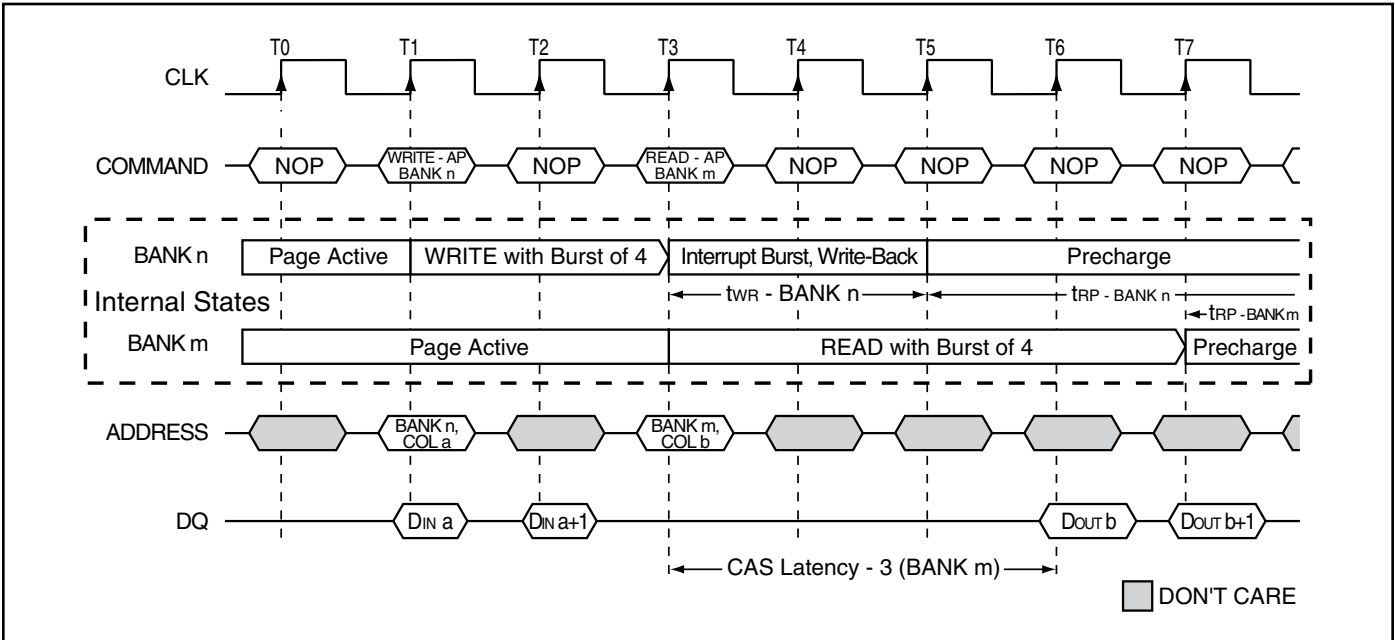 T0 T1 T2 T3 T4 T5 T6 T7
CLK
COMMAND NOP WRITE - AP BANK n NOP READ - AP BANK m NOP NOP NOP NOP
BANK n Page Active WRITE with Burst of 4 Interrupt Burst, Write-Back Precharge
Internal States tWR - BANK n tRP - BANK n
tRP - BANK m
BANK m Page Active READ with Burst of 4 Precharge
ADDRESS BANK n, COL a BANK m, COL b
DQ DIN a DIN a+1 DOUT b DOUT b+1
CAS Latency - 3 (BANK m)
DON'T CARE